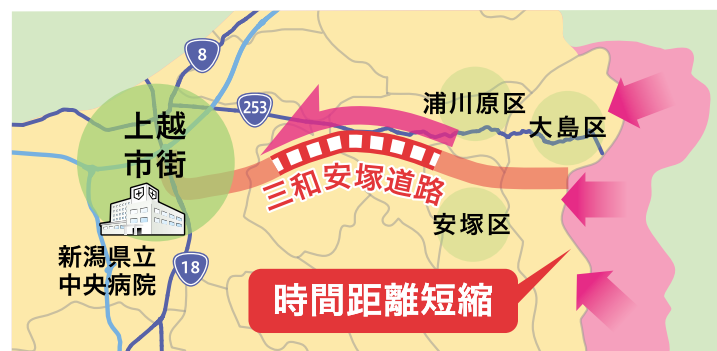 8
253
上越
市街
浦川原区
大島区
三和安塚道路
安塚区
新潟県立
中央病院
18
時間距離短縮